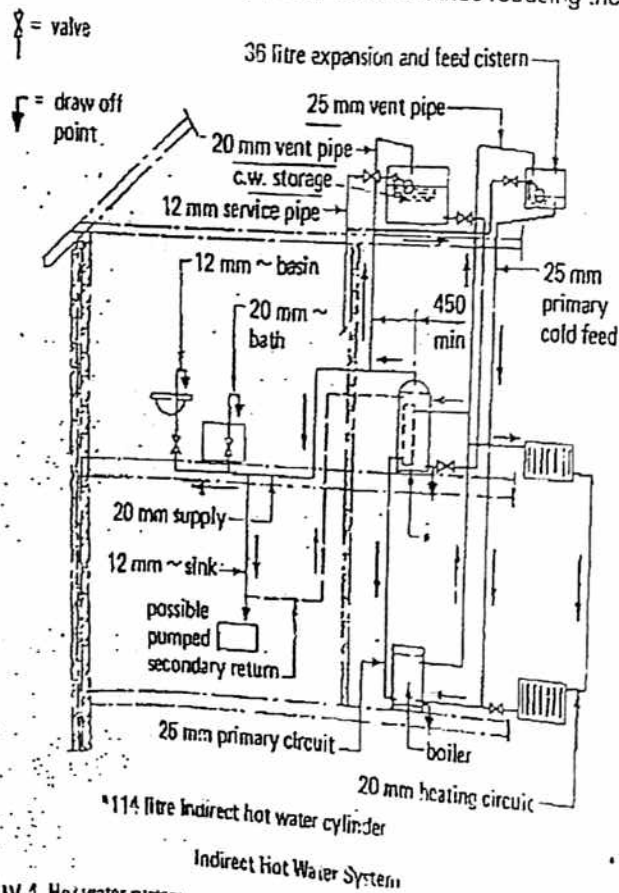 reducing
= valve
36 litre expansion and feed cistern
= draw off
point
25 mm vent pipe
20 mm vent pipe
c.w. storage
12 mm service pipe
12 mm ~ basin
20 mm ~
bath
450
min
25 mm
primary
cold feed
20 mm supply
12 mm ~ sink
*
possible
pumped
secondary return
25 mm primary circuit
boiler
20 mm heating circuit
*114 litre indirect hot water cylinder
Indirect Hot Water System